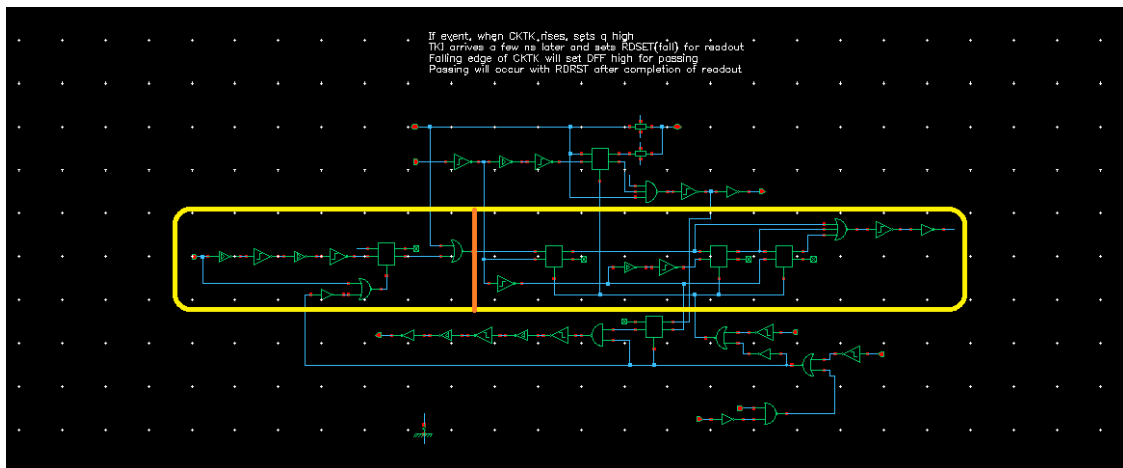 If event, when CKTK rises, sets q high
TKI arrives a few ns later and sets RDSET(fall) for readout
Falling edge of CKTK will set DFF high for passing
Passing will occur with RDRST after completion of readout